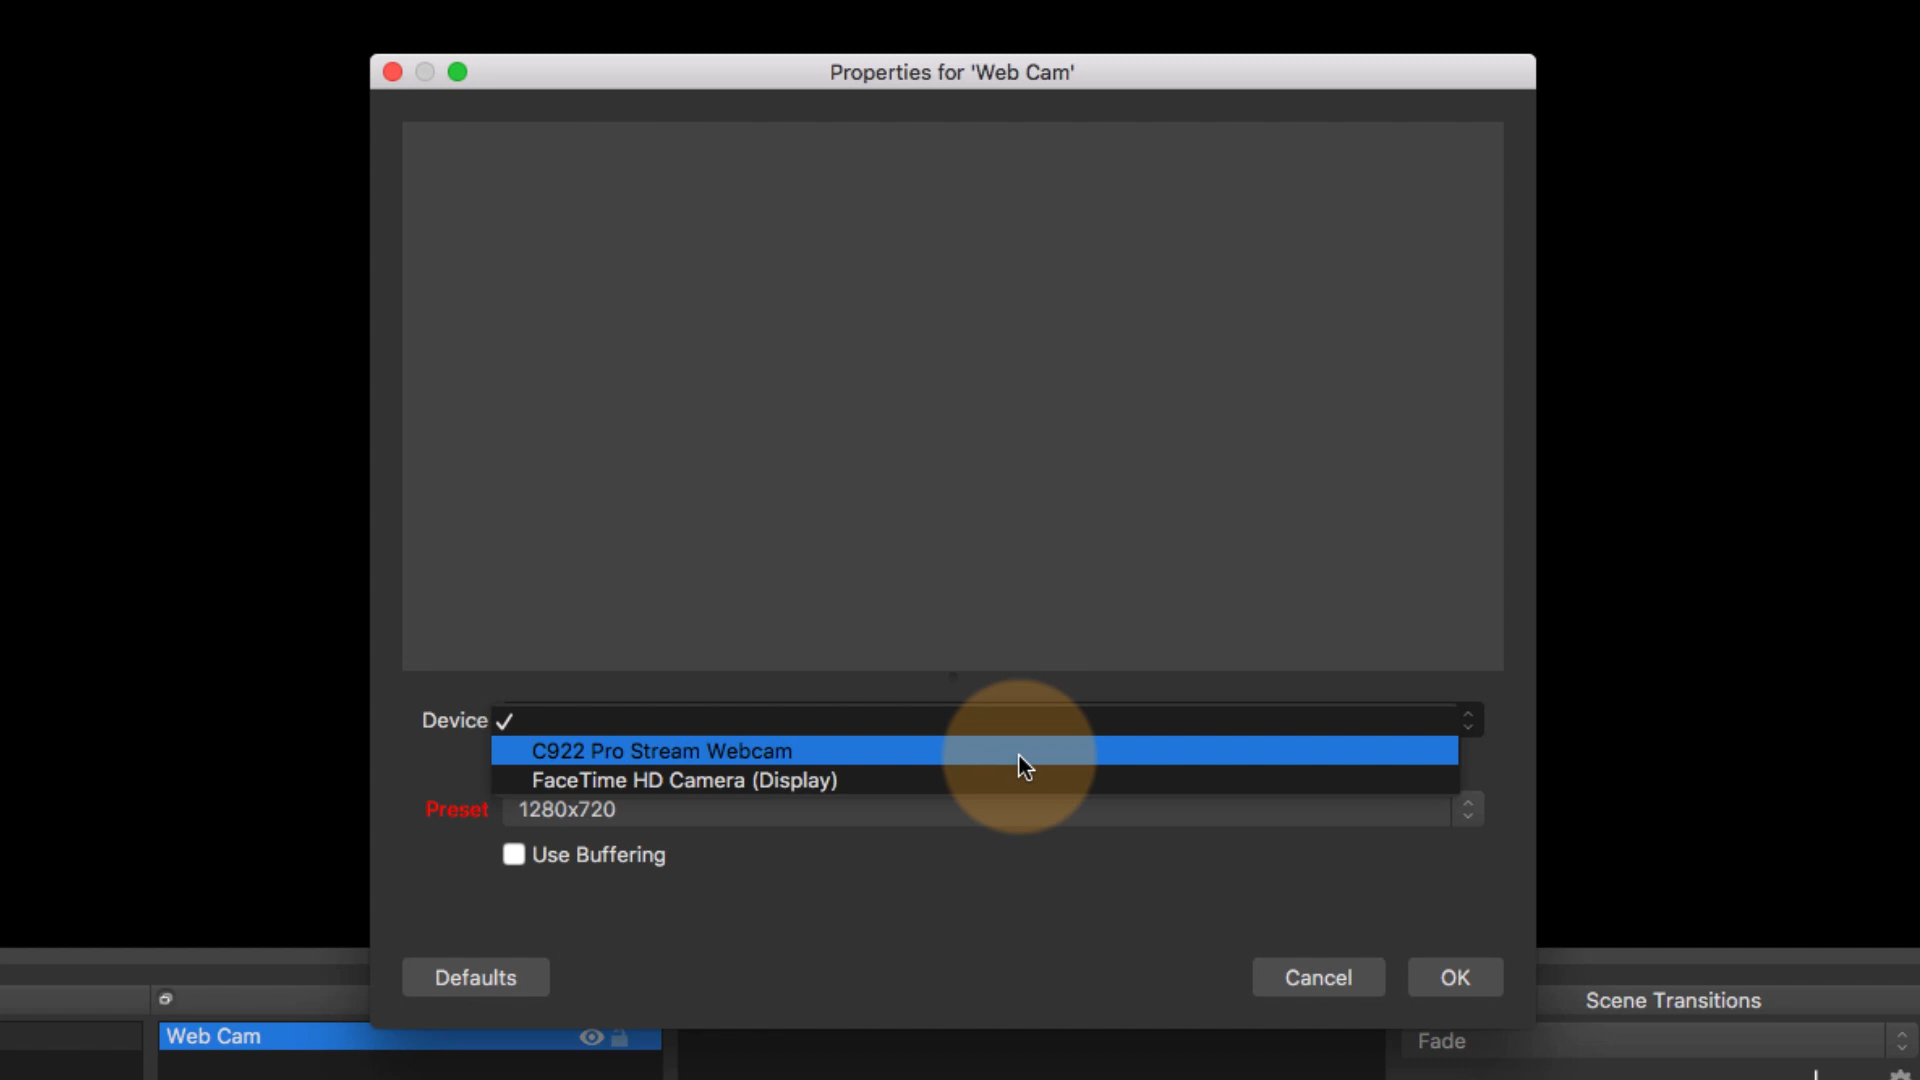 Properties for 'Web Cam'
Device
C922 Pro Stream Webcam
FaceTime HD Camera (Display)
Preset 1280x720
Use Buffering
Defaults Cancel OK
Scene Transitions
Web Cam
Fade